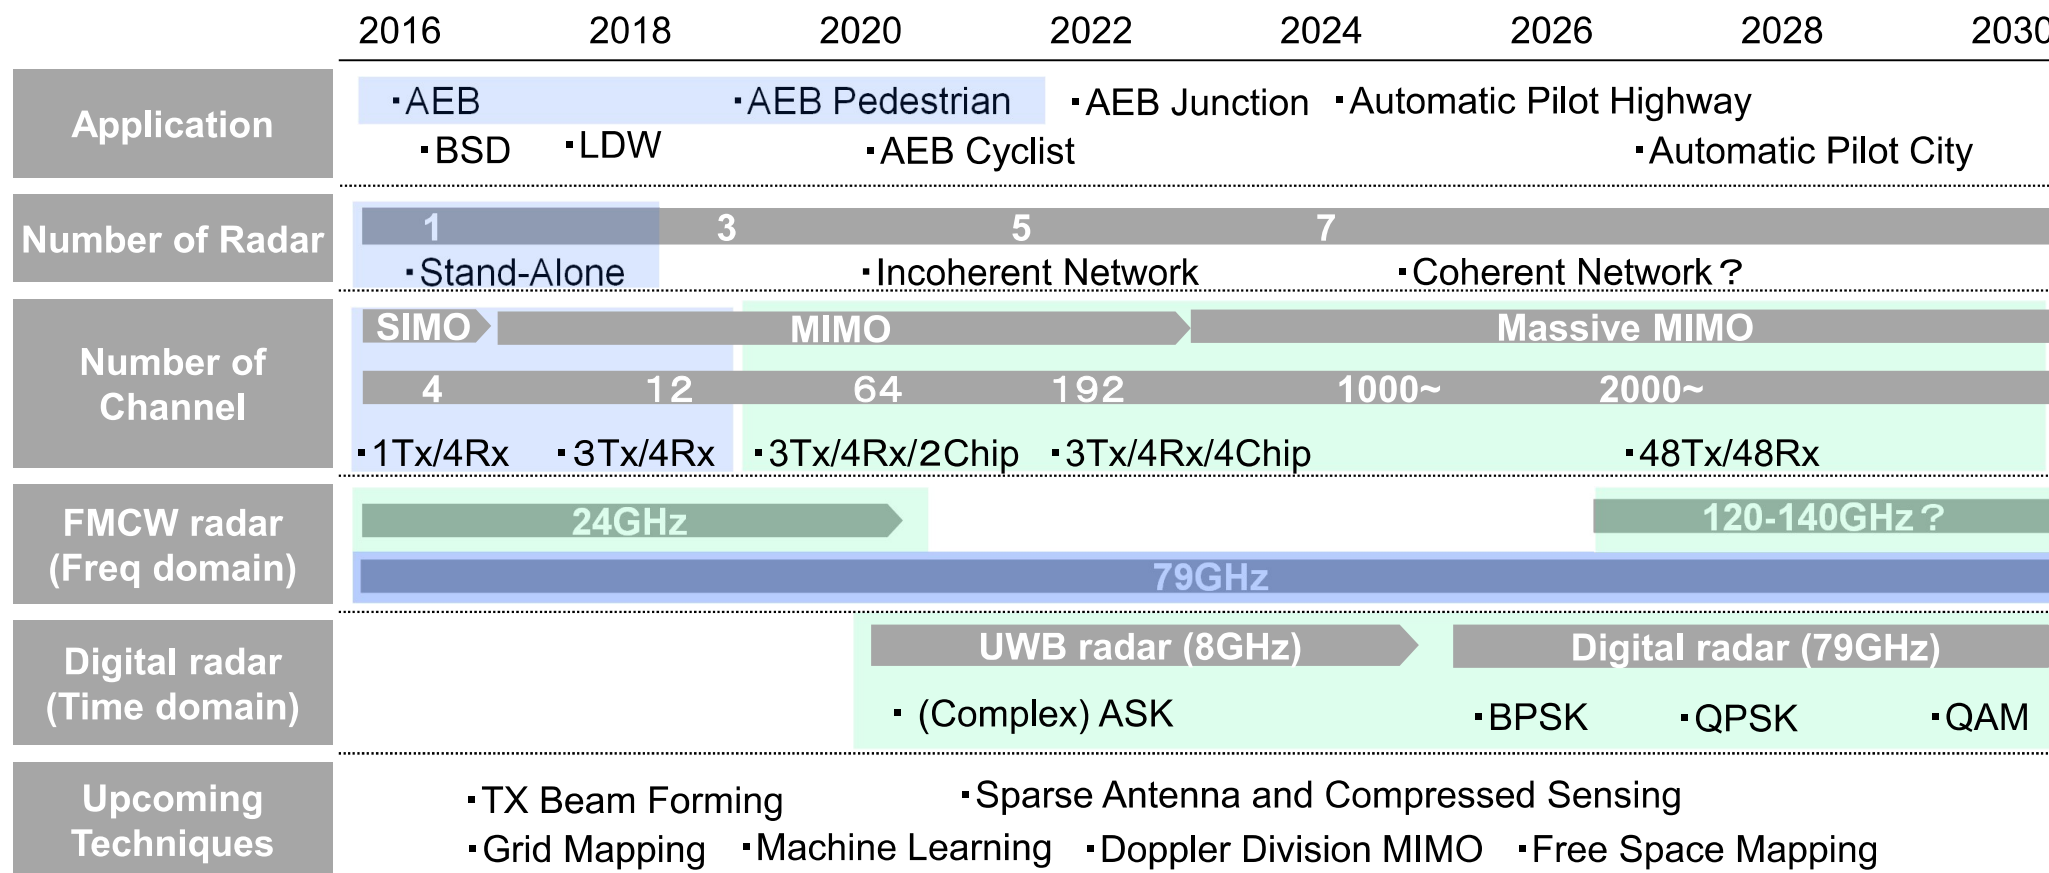 2016 2018 2020 2022 2024 2026 2028 2030
Application
･AEB ･AEB Pedestrian ･AEB Junction ･Automatic Pilot Highway
･BSD ･LDW ･AEB Cyclist ･Automatic Pilot City
Number of Radar
1 3 5 7
･Stand-Alone ･Incoherent Network ･Coherent Network？
Number of
Channel
SIMO MIMO Massive MIMO
4 12 64 192 1000~ 2000~
･1Tx/4Rx ･3Tx/4Rx ･3Tx/4Rx/2Chip ･3Tx/4Rx/4Chip ･48Tx/48Rx
FMCW radar
(Freq domain)
24GHz 120-140GHz？
79GHz
Digital radar
(Time domain)
UWB radar (8GHz) Digital radar (79GHz)
･ (Complex) ASK ･BPSK ･QPSK ･QAM
Upcoming
Techniques
･TX Beam Forming ･Sparse Antenna and Compressed Sensing
･Grid Mapping ･Machine Learning ･Doppler Division MIMO ･Free Space Mapping